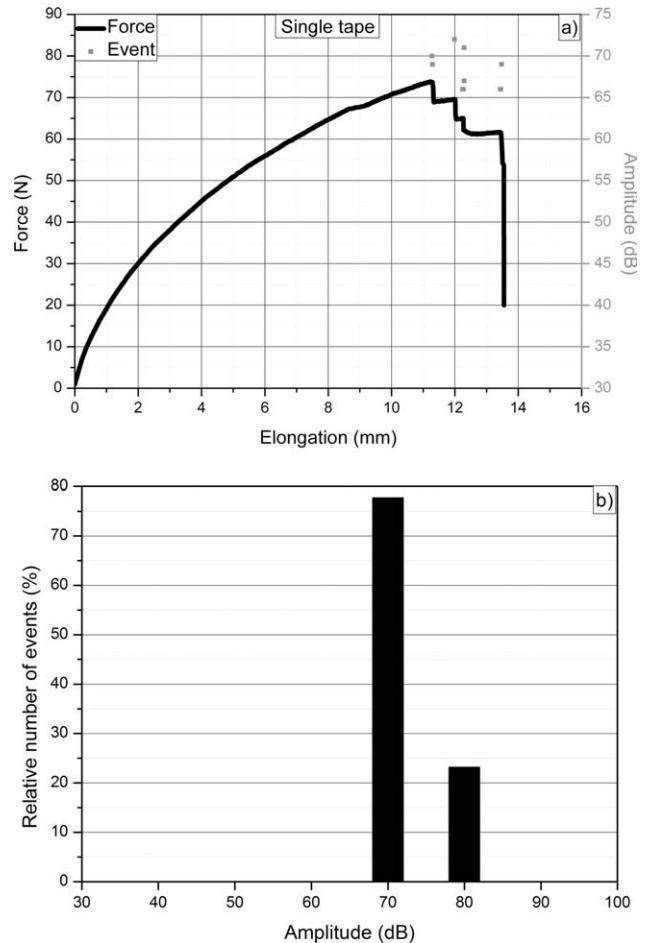 Force
Event
Single tape
a)
90
80
70
60
50
40
30
20
10
0
Force (N)
75
70
65
60
55
50
45
40
35
30
Amplitude (dB)
0 2 4 6 8 10 12 14 16
Elongation (mm)
b)
80
70
60
50
40
30
20
10
0
Relative number of events (%)
30 40 50 60 70 80 90 100
Amplitude (dB)